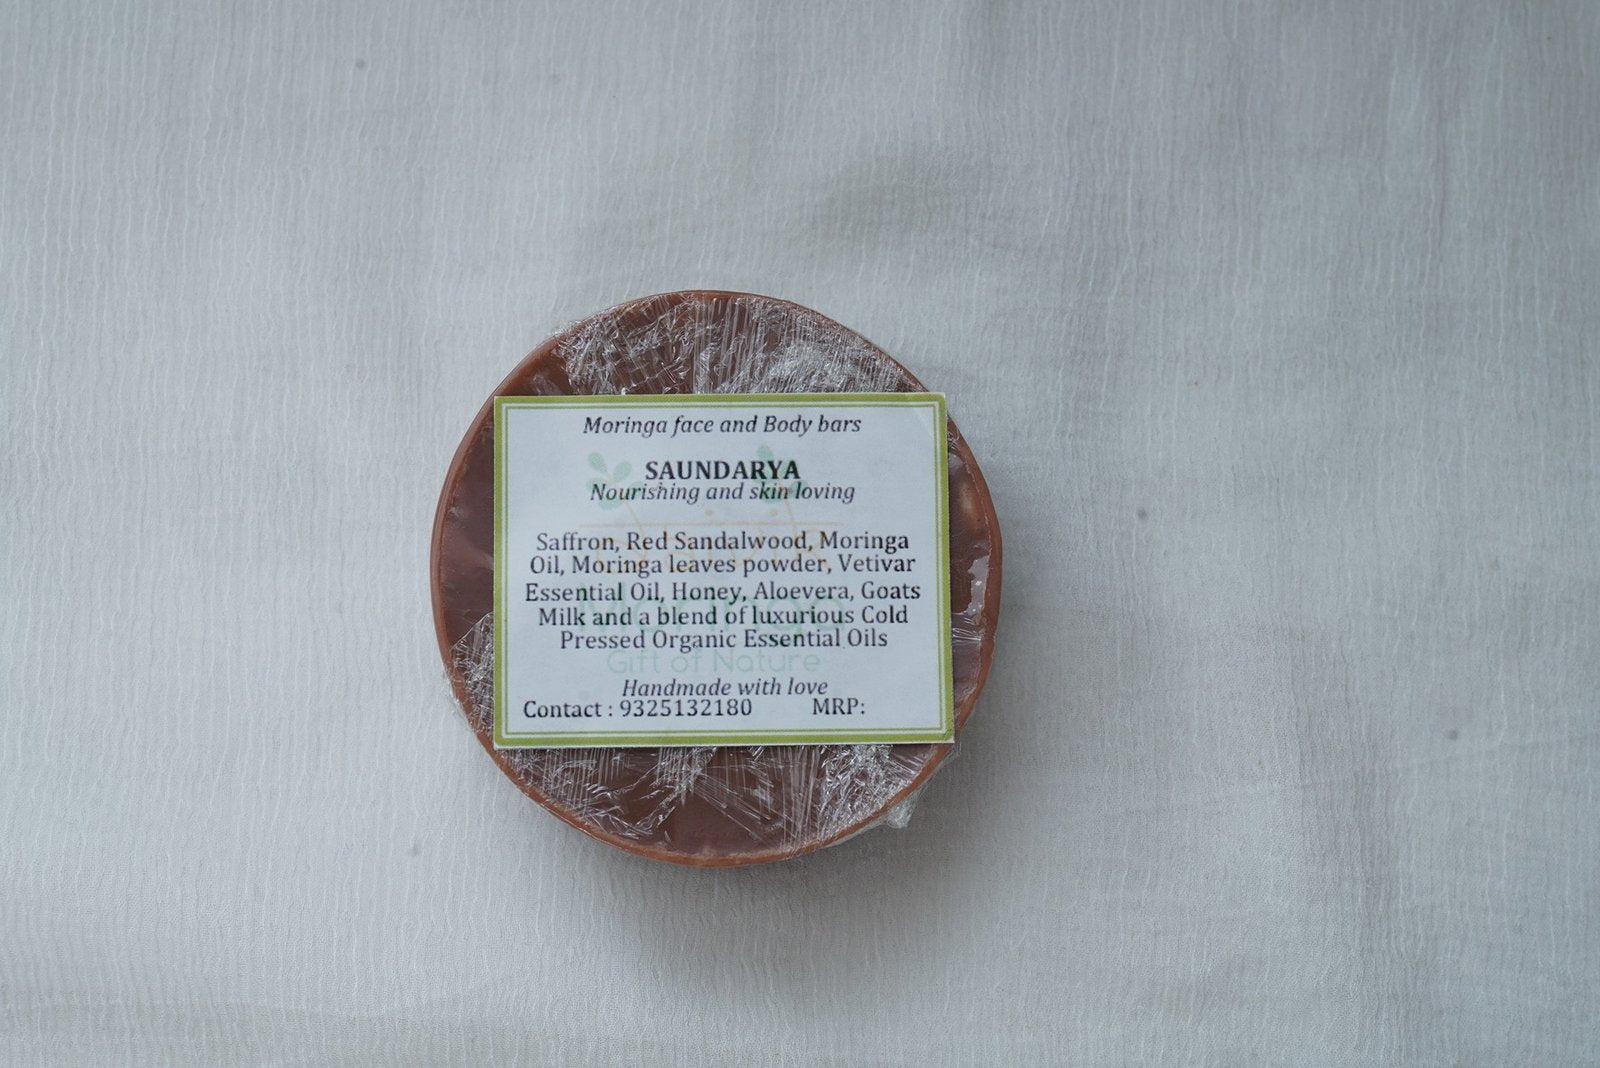 Moringa face and Body bars
SAUNDARYA
Nourishing and skin loving
Saffron, Red Sandalwood, Moringa
Oil, Moringa leaves powder, Vetivar
Essential Oil, Honey, Aloevera, Goats
Milk and a blend of luxurious Cold
Pressed Organic Essential Oils
Gift of Nature
Handmade with love
Contact : 9325132180 MRP: